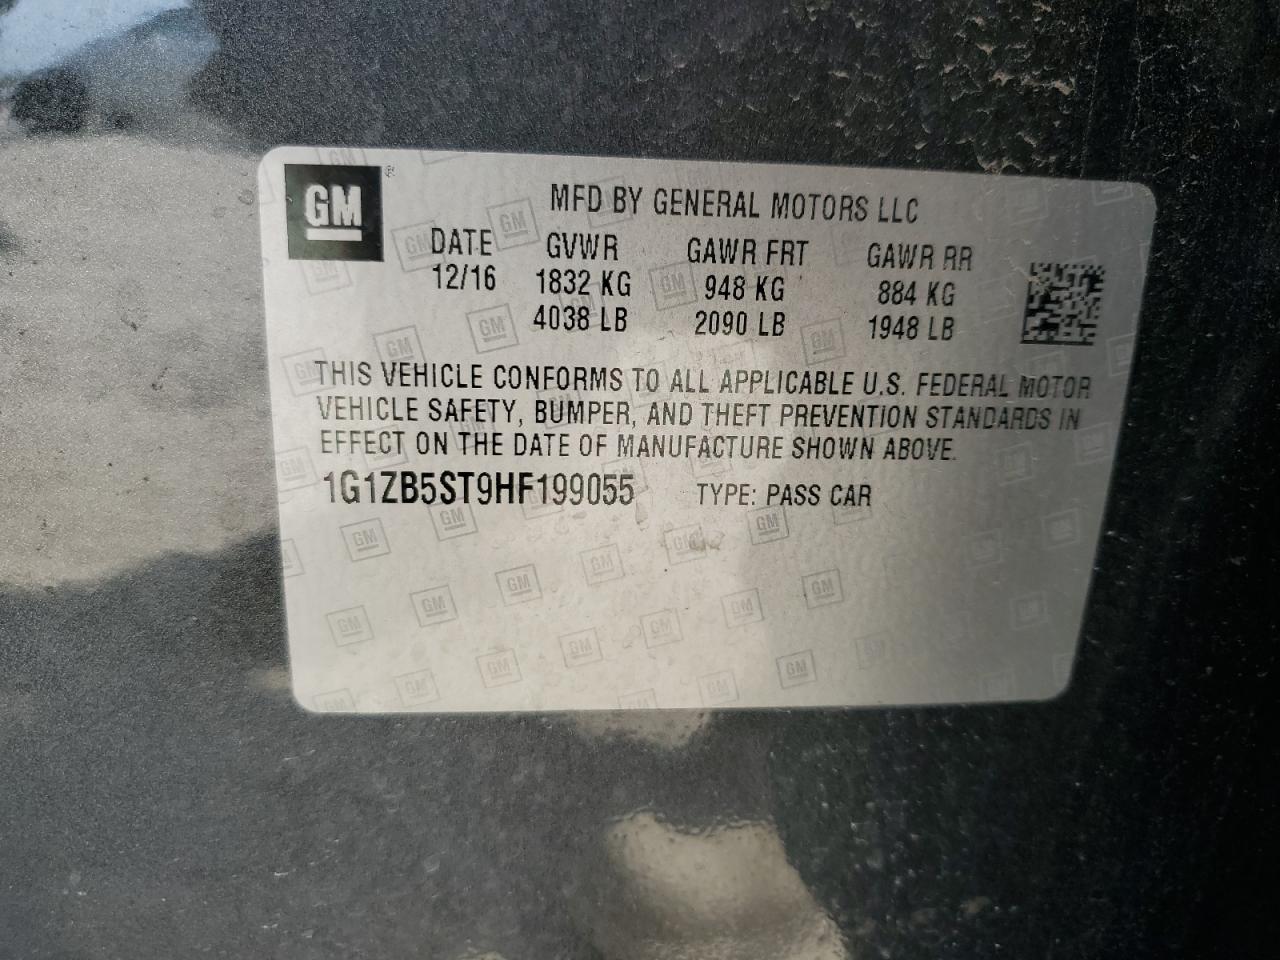 GM ®
MFD BY GENERAL MOTORS LLC
DATE GVWR GAWR FRT GAWR RR
12/16 1832 KG 948 KG 884 KG
4038 LB 2090 LB 1948 LB
THIS VEHICLE CONFORMS TO ALL APPLICABLE U.S. FEDERAL MOTOR
VEHICLE SAFETY, BUMPER, AND THEFT PREVENTION STANDARDS IN
EFFECT ON THE DATE OF MANUFACTURE SHOWN ABOVE.
1G1ZB5ST9HF199055 TYPE: PASS CAR